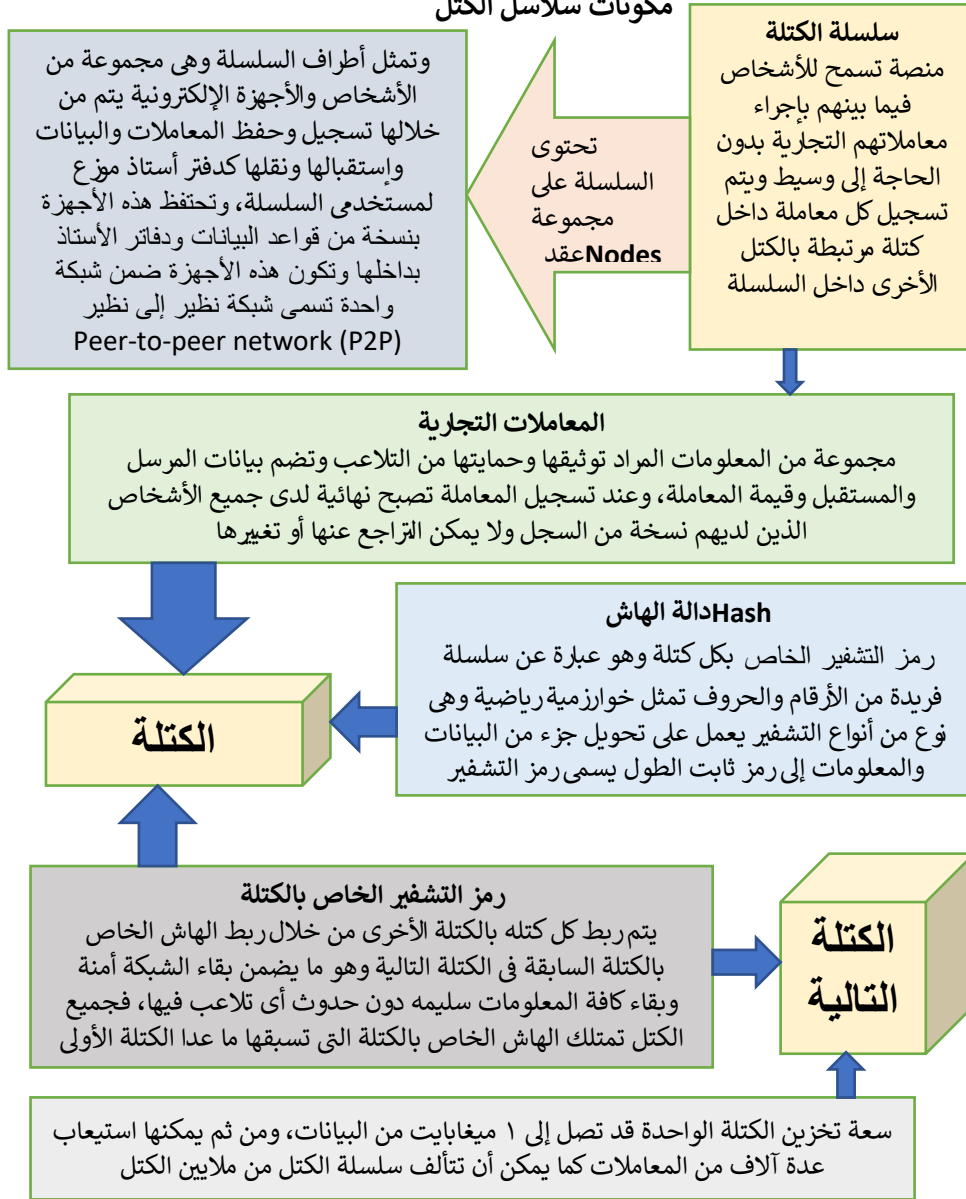 مكونات سلاسل الكتل
سلسلة الكتلة
منصة تسمح للأشخاص
فيما بينهم بإجراء
معاملاتهم التجارية بدون
الحاجة إلى وسيط ويتم
تسجيل كل معاملة داخل
كتلة مرتبطة بالكتل
الأخرى داخل السلسلة
تحتوى
السلسلة على
مجموعة
عقدNodes
وتمثل أطراف السلسلة وهى مجموعة من
الأشخاص والأجهزة الإلكترونية يتم من
خلالها تسجيل وحفظ المعاملات والبيانات
وإستقبالها ونقلها كدفتر أستاذ موزع
لمستخدمى السلسلة، وتحتفظ هذه الأجهزة
بنسخة من قواعد البيانات ودفاتر الأستاذ
بداخلها وتكون هذه الأجهزة ضمن شبكة
واحدة تسمى شبكة نظير إلى نظير
Peer-to-peer network (P2P)
المعاملات التجارية
مجموعة من المعلومات المراد توثيقها وحمايتها من التلاعب وتضم بيانات المرسل
والمستقبل وقيمة المعاملة، وعند تسجيل المعاملة تصبح نهائية لدى جميع الأشخاص
الذين لديهم نسخة من السجل ولا يمكن التراجع عنها أو تغييرها
دالة الهاشHash
رمز التشفير الخاص بكل كتلة وهو عبارة عن سلسلة
فريدة من الأرقام والحروف تمثل خوارزمية رياضية وهى
نوع من أنواع التشفير يعمل على تحويل جزء من البيانات
والمعلومات إلى رمز ثابت الطول يسمى رمز التشفير
الكتلة
رمز التشفير الخاص بالكتلة
يتم ربط كل كتله بالكتلة الأخرى من خلال ربط الهاش الخاص
بالكتلة السابقة فى الكتلة التالية وهو ما يضمن بقاء الشبكة أمنة
وبقاء كافة المعلومات سليمه دون حدوث أى تلاعب فيها، فجميع
الكتل تمتلك الهاش الخاص بالكتلة التى تسبقها ما عدا الكتلة الأولى
الكتلة
التالية
سعة تخزين الكتلة الواحدة قد تصل إلى ١ ميغابايت من البيانات، ومن ثم يمكنها استيعاب
عدة آلاف من المعاملات كما يمكن أن تتألف سلسلة الكتل من ملايين الكتل